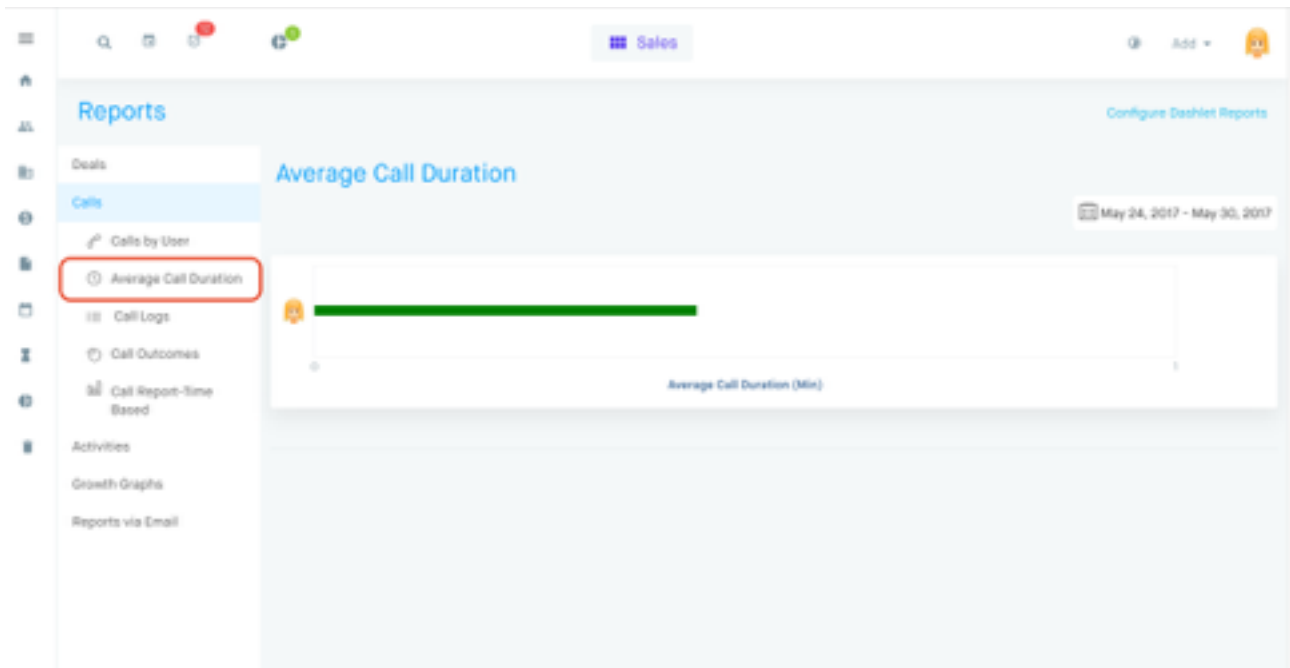 Sales
Add
Reports
Configure Dashlet Reports
Deals
Average Call Duration
Calls
May 24, 2017 - May 30, 2017
Calls by User
Average Call Duration
Call Logs
Call Outcomes
Call Report-Time
Based
0
1
Average Call Duration (Min)
Activities
Growth Graphs
Reports via Email